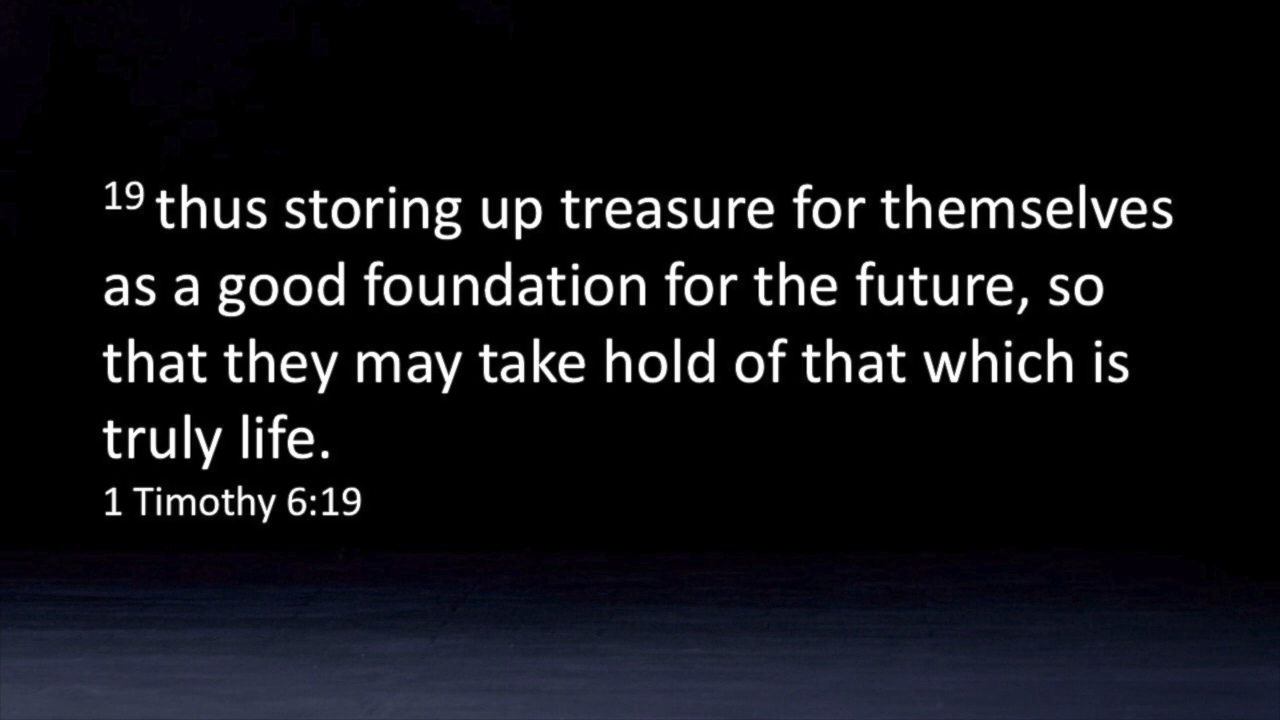 19 thus storing up treasure for themselves
as a good foundation for the future, so
that they may take hold of that which is
truly life.
1 Timothy 6:19